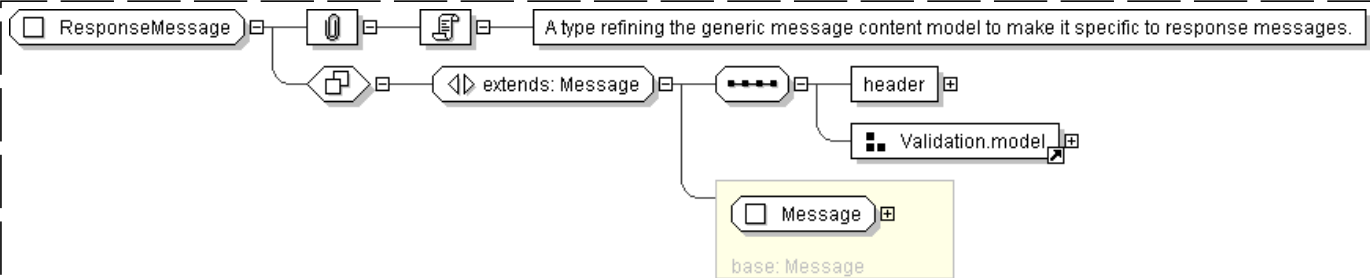 ResponseMessage
A type refining the generic message content model to make it specific to response messages.
extends: Message
header
Validation.model
Message
base: Message